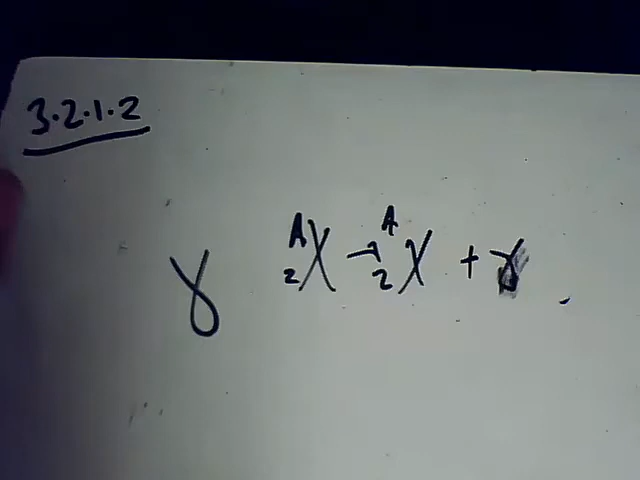 3.2.1.2
γ ᴬ₂X → ᴬ₂X + γ